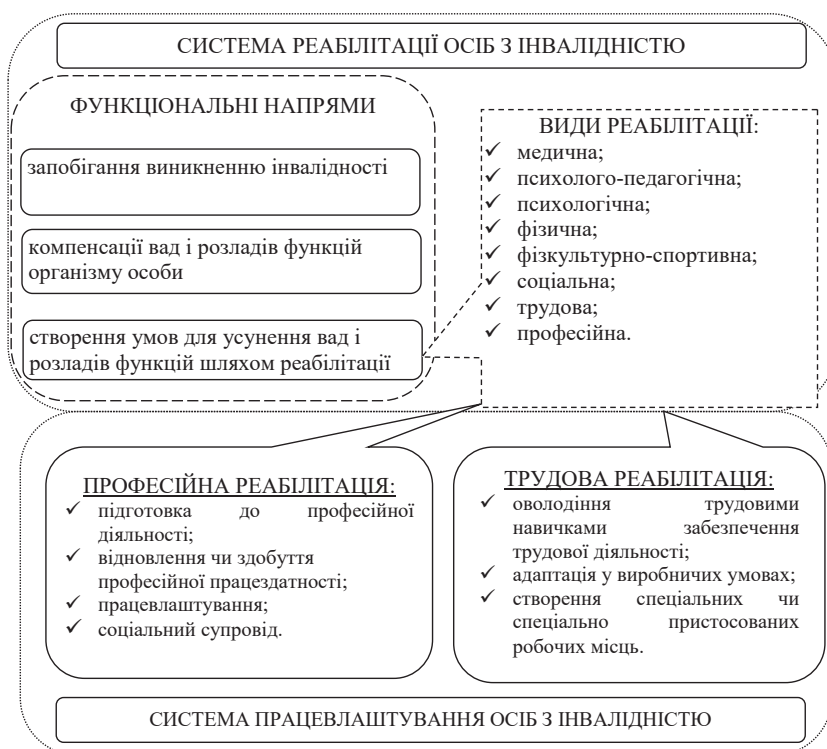 СИСТЕМА РЕАБІЛІТАЦІЇ ОСІБ З ІНВАЛІДНІСТЮ
ФУНКЦІОНАЛЬНІ НАПРЯМИ
запобігання виникненню інвалідності
компенсації вад і розладів функцій
організму особи
створення умов для усунення вад і
розладів функцій шляхом реабілітації
ВИДИ РЕАБІЛІТАЦІЇ:
✓ медична;
✓ психолого-педагогічна;
✓ психологічна;
✓ фізична;
✓ фізкультурно-спортивна;
✓ соціальна;
✓ трудова;
✓ професійна.
ПРОФЕСІЙНА РЕАБІЛІТАЦІЯ:
✓ підготовка до професійної
діяльності;
✓ відновлення чи здобуття
професійної працездатності;
✓ працевлаштування;
✓ соціальний супровід.
ТРУДОВА РЕАБІЛІТАЦІЯ:
✓ оволодіння трудовими
навичками забезпечення
трудової діяльності;
✓ адаптація у виробничих умовах;
✓ створення спеціальних чи
спеціально пристосованих
робочих місць.
СИСТЕМА ПРАЦЕВЛАШТУВАННЯ ОСІБ З ІНВАЛІДНІСТЮ